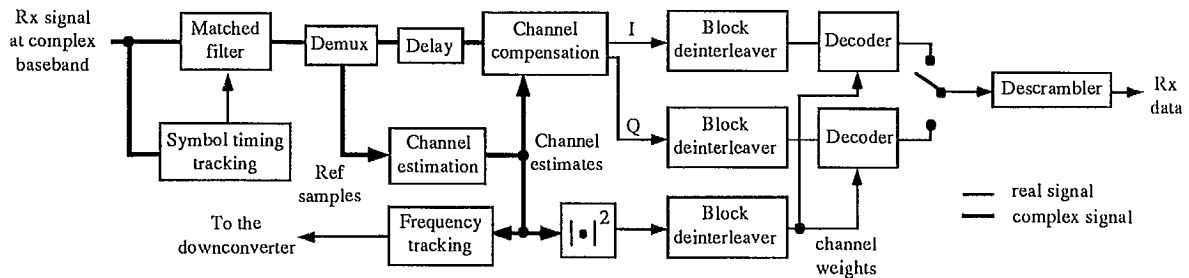 Rx signal
at complex
baseband
Matched
filter
Demux
Delay
Channel
compensation
I
Block
deinterleaver
Decoder
Descrambler
Rx
data
Symbol timing
tracking
Ref
samples
Channel
estimation
Channel
estimates
Q
Block
deinterleaver
Decoder
To the
downconverter
Frequency
tracking
|•|²
Block
deinterleaver
channel
weights
real signal
complex signal